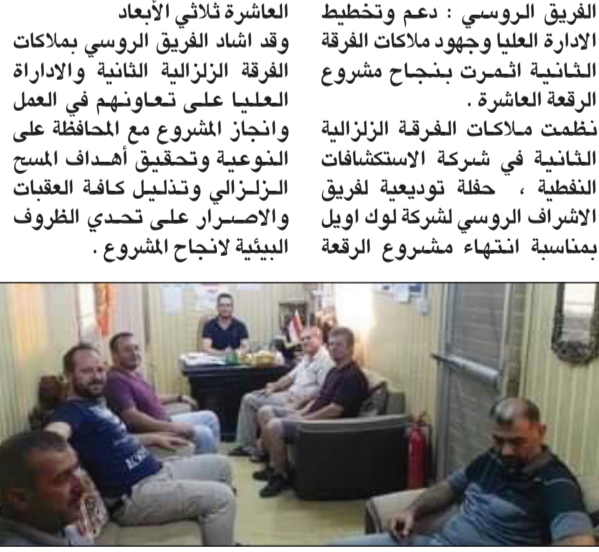 الفريق الروسي : دعم وتخطيط
الادارة العليا وجهود ملاكات الفرقة
الثانية اثمرت بنجاح مشروع
الرقعة العاشرة .
نظمت ملاكات الفرقة الزلزالية
الثانية في شركة الاستكشافات
النفطية ، حفلة توديعية لفريق
الاشراف الروسي لشركة لوك اويل
بمناسبة انتهاء مشروع الرقعة
العاشرة ثلاثي الأبعاد
وقد اشاد الفريق الروسي بملاكات
الفرقة الزلزالية الثانية والاداراة
العليا على تعاونهم في العمل
وانجاز المشروع مع المحافظة على
النوعية وتحقيق أهداف المسح
الزلزالي وتذليل كافة العقبات
والاصرار على تحدي الظروف
البيئية لانجاح المشروع .